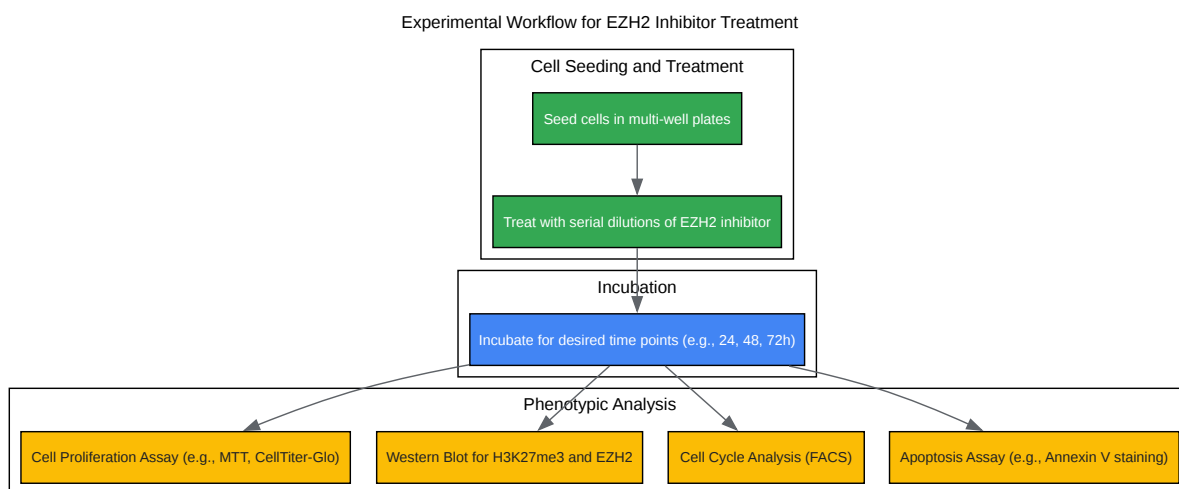 Experimental Workflow for EZH2 Inhibitor Treatment
Cell Seeding and Treatment
Seed cells in multi-well plates
Treat with serial dilutions of EZH2 inhibitor
Incubation
Incubate for desired time points (e.g., 24, 48, 72h)
Phenotypic Analysis
Cell Proliferation Assay (e.g., MTT, CellTiter-Glo)
Western Blot for H3K27me3 and EZH2
Cell Cycle Analysis (FACS)
Apoptosis Assay (e.g., Annexin V staining)